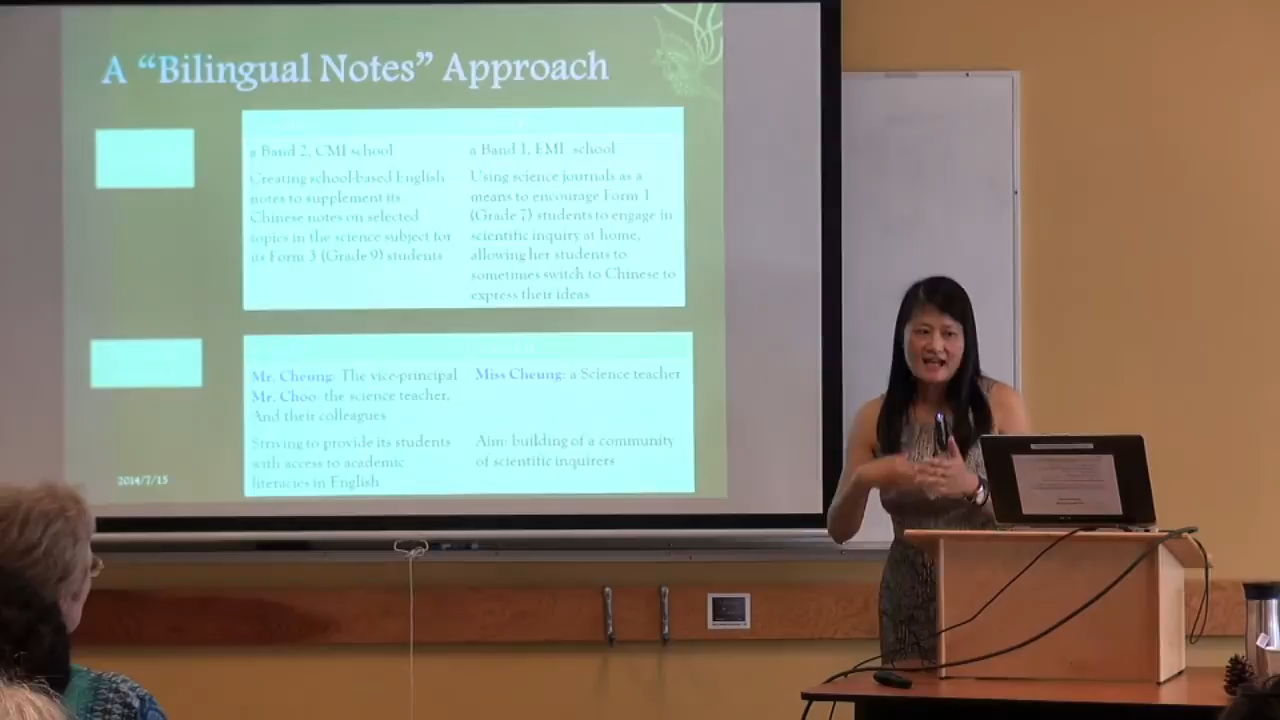 A “Bilingual Notes” Approach
a Band 2, CMI school
Creating school-based English
notes to supplement its
Chinese notes on selected
topics in the science subject for
its Form 3 (Grade 9) students
a Band 1, EMI school
Using science journals as a
means to encourage Form 1
(Grade 7) students to engage in
scientific inquiry at home,
allowing her students to
sometimes switch to Chinese to
express their ideas
Mr. Cheung: The vice-principal
Mr. Choo: the science teacher,
And their colleagues
Striving to provide its students
with access to academic
literacies in English
Miss Cheung: a Science teacher
Aim: building of a community
of scientific inquirers
2014/7/15